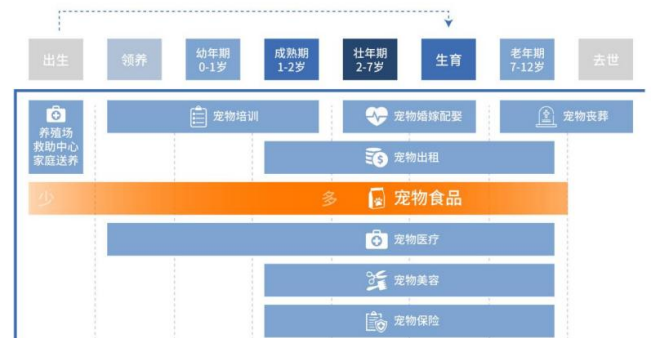 出生
领养
幼年期
0-1岁
成熟期
1-2岁
壮年期
2-7岁
生育
老年期
7-12岁
去世
养殖场
救助中心
家庭送养
宠物培训
宠物婚嫁配娶
宠物丧葬
宠物出租
少
多
宠物食品
宠物医疗
宠物美容
宠物保险